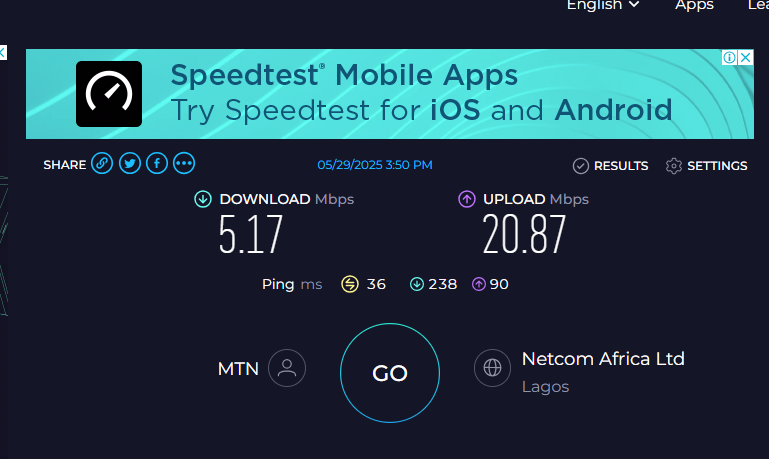 English Apps
Speedtest® Mobile Apps
Try Speedtest for iOS and Android
SHARE 05/29/2025 3:50 PM RESULTS SETTINGS
DOWNLOAD Mbps UPLOAD Mbps
5.17 20.87
Ping ms 36 238 90
MTN GO Netcom Africa Ltd
Lagos